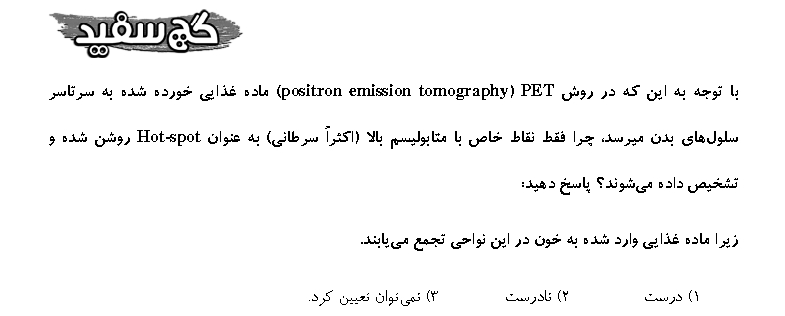 گچ سفید
با توجه به این که در روش PET (positron emission tomography) ماده غذایی خورده شده به سرتاسر
سلول‌های بدن میرسد، چرا فقط نقاط خاص با متابولیسم بالا (اکثراً سرطانی) به عنوان Hot-spot روشن شده و
تشخیص داده می‌شوند؟ پاسخ دهید:
زیرا ماده غذایی وارد شده به خون در این نواحی تجمع می‌یابند.
۱) درست ۲) نادرست ۳) نمی‌توان تعیین کرد.